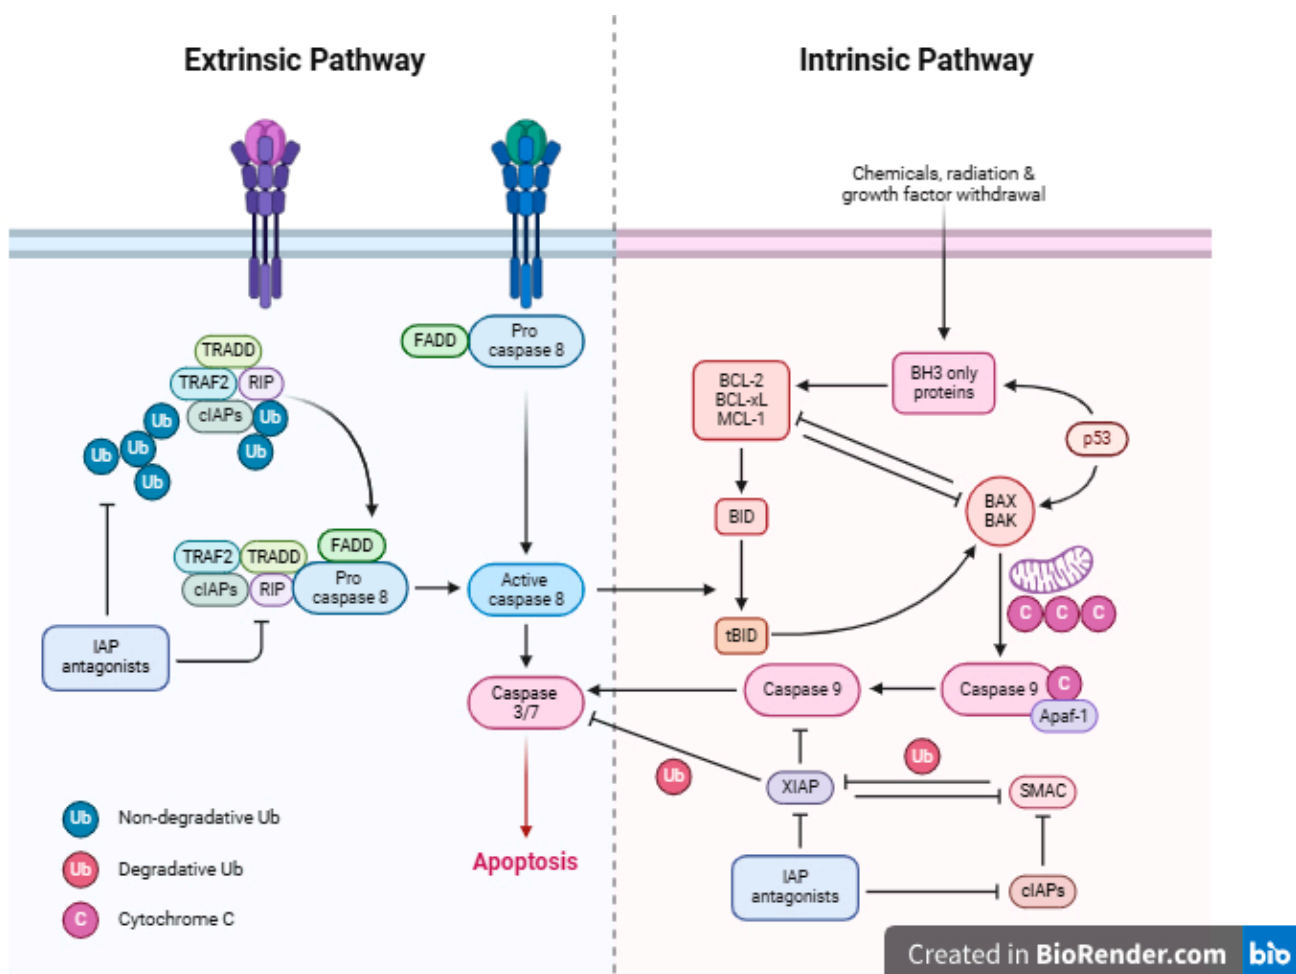 Extrinsic Pathway
Intrinsic Pathway
Chemicals, radiation &
growth factor withdrawal
FADD
Pro
caspase 8
TRADD
TRAF2
RIP
cIAPs
Ub
Ub
Ub
Ub
Ub
Ub
BCL-2
BCL-xL
MCL-1
BH3 only
proteins
p53
BID
BAX
BAK
TRAF2
TRADD
FADD
cIAPs
RIP
Pro
caspase 8
Active
caspase 8
tBID
C
C
C
IAP
antagonists
Caspase
3/7
Caspase 9
Caspase 9
C
Apaf-1
Ub
Ub
XIAP
SMAC
IAP
antagonists
cIAPs
Apoptosis
Ub
Non-degradative Ub
Ub
Degradative Ub
C
Cytochrome C
Created in BioRender.com
bio